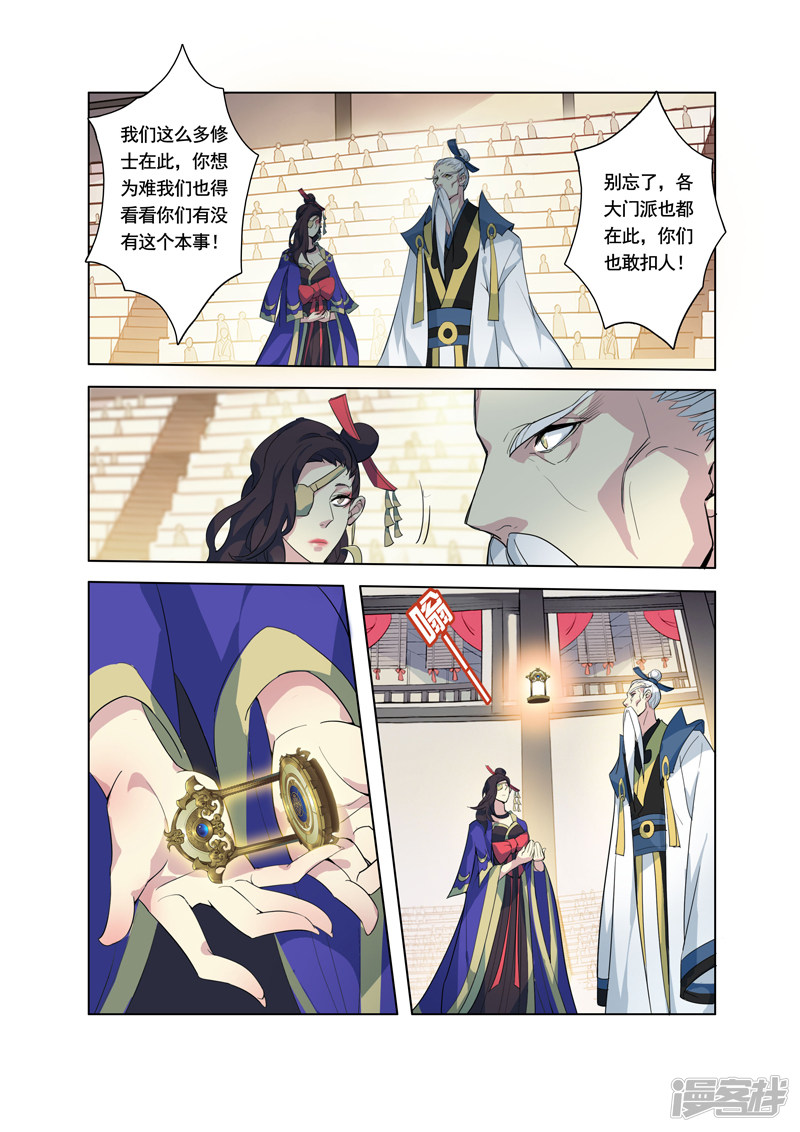 我们这么多修
士在此，你想
为难我们也得
看看你们有没
有这个本事！
别忘了，各
大门派也都
在此，你们
也敢扣人！
嗡—
漫客栈